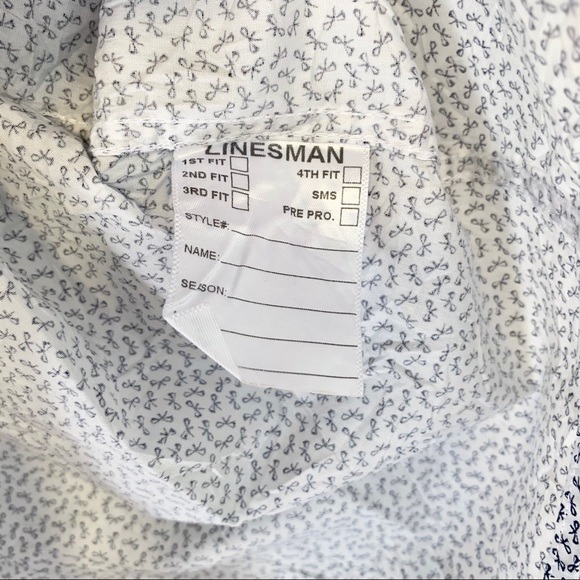 LINESMAN
1ST FIT
4TH FIT
2ND FIT
SMS
3RD FIT
PRE PRO.
STYLE#:
NAME:
SEASON: